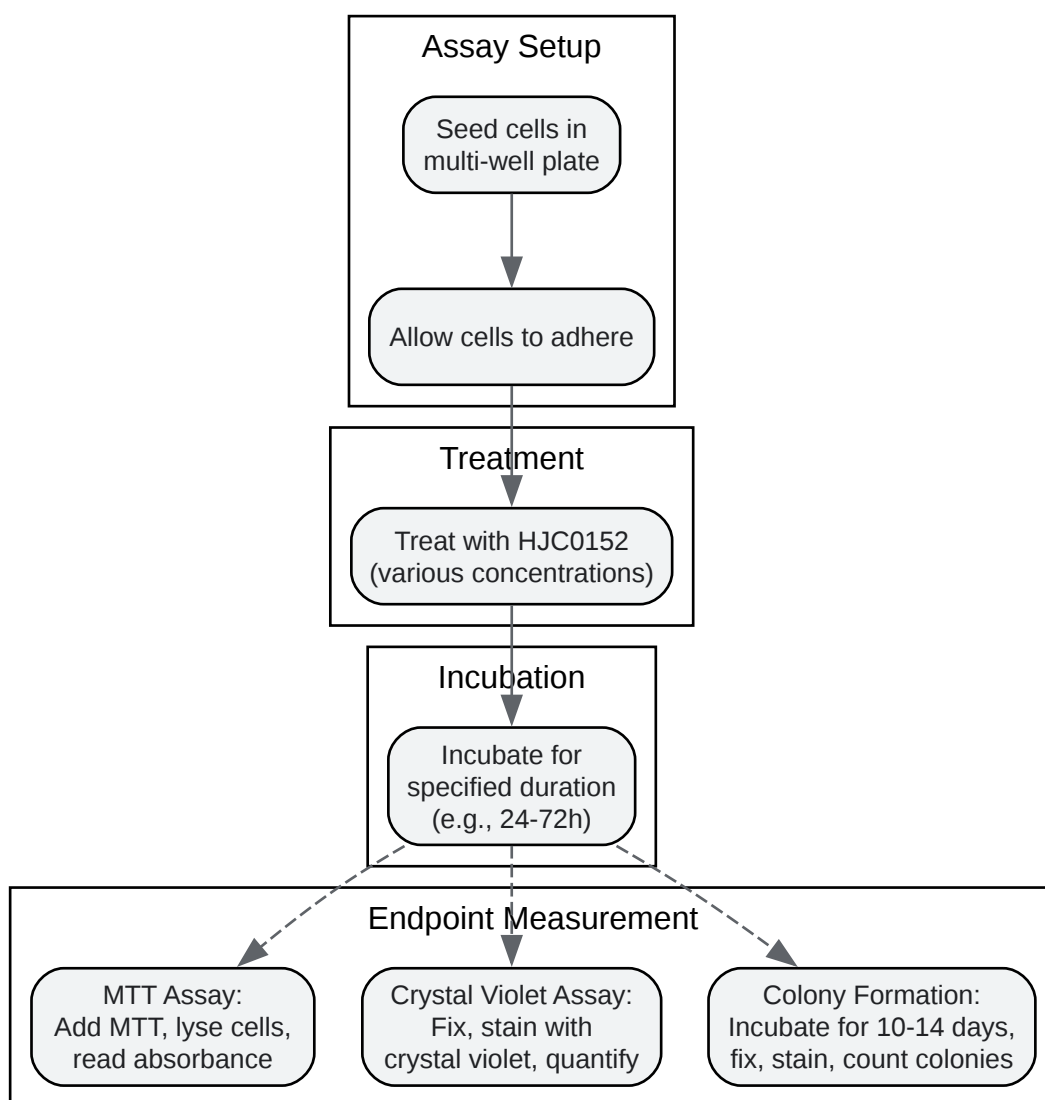 Assay Setup
Seed cells in
multi-well plate
Allow cells to adhere
Treatment
Treat with HJC0152
(various concentrations)
Incubation
Incubate for
specified duration
(e.g., 24-72h)
Endpoint Measurement
MTT Assay:
Add MTT, lyse cells,
read absorbance
Crystal Violet Assay:
Fix, stain with
crystal violet, quantify
Colony Formation:
Incubate for 10-14 days,
fix, stain, count colonies